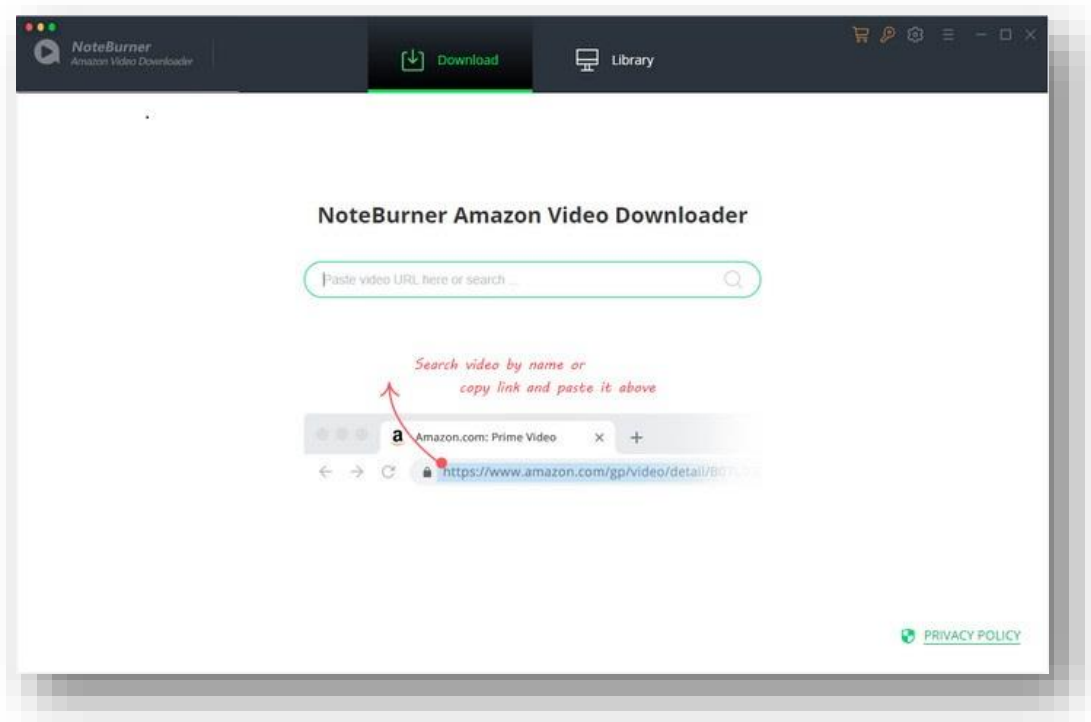 NoteBurner
Amazon Video Downloader
Download
Library
NoteBurner Amazon Video Downloader
Paste video URL here or search ...
Search video by name or
copy link and paste it above
a
Amazon.com: Prime Video
https://www.amazon.com/gp/video/detail/B07
PRIVACY POLICY